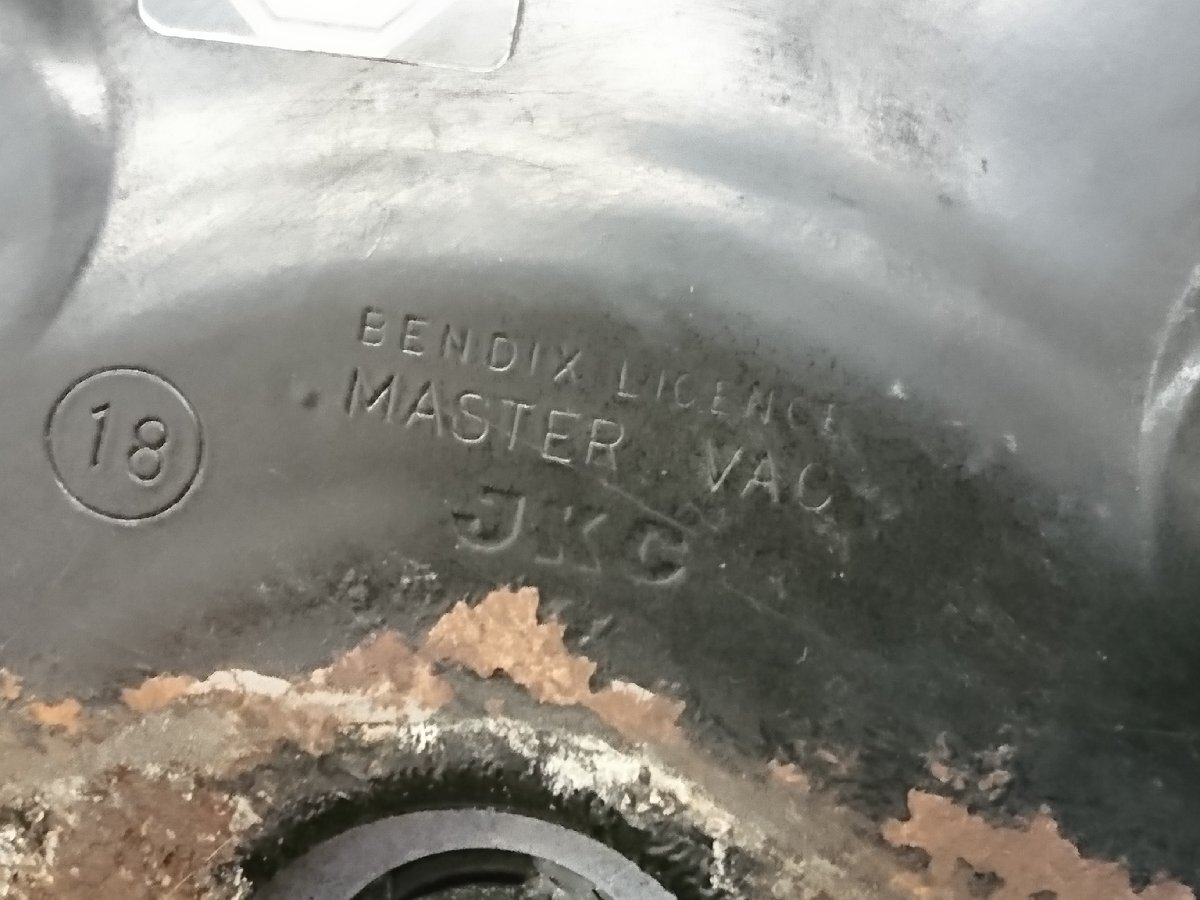 BENDIX LICENCE
18
MASTER VAC
JKC